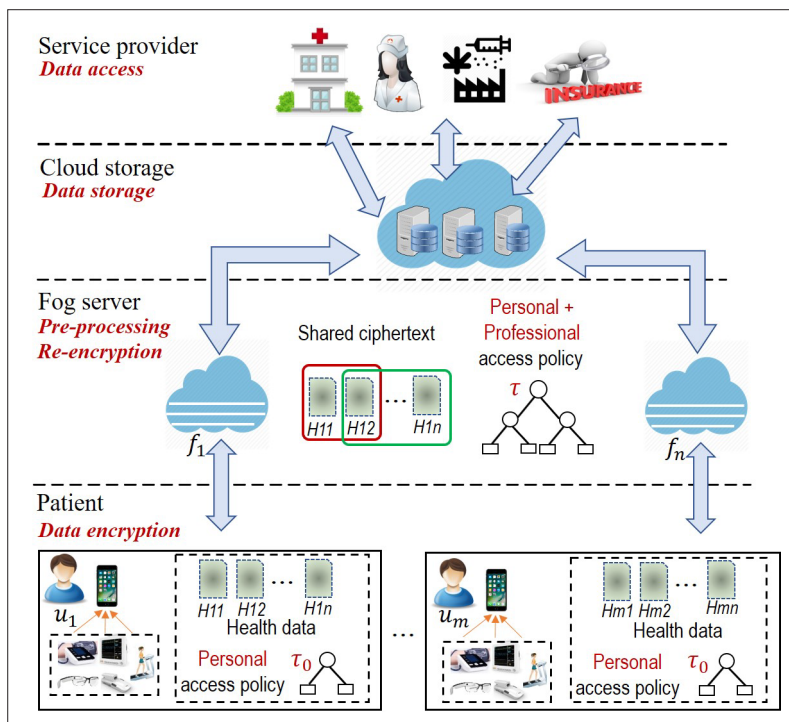 Service provider
Data access
INSURANCE
Cloud storage
Data storage
Fog server
Pre-processing
Re-encryption
Shared ciphertext
H11 H12 ... H1n
Personal +
Professional
access policy
τ
f1
fn
Patient
Data encryption
u1
H11 H12 ... H1n
Health data
Personal τ0
access policy
...
um
Hm1 Hm2 ... Hmn
Health data
Personal τ0
access policy